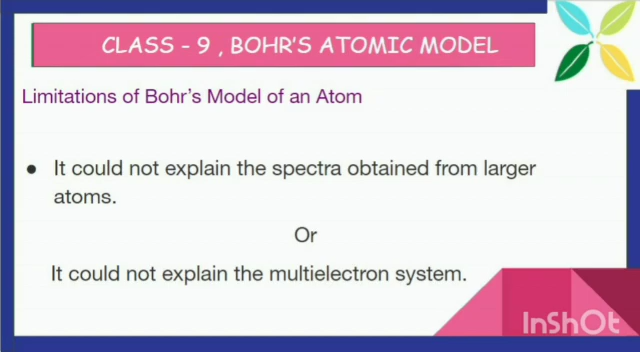 CLASS - 9 , BOHR'S ATOMIC MODEL
Limitations of Bohr's Model of an Atom
● It could not explain the spectra obtained from larger
atoms.
Or
It could not explain the multielectron system.
InShOt